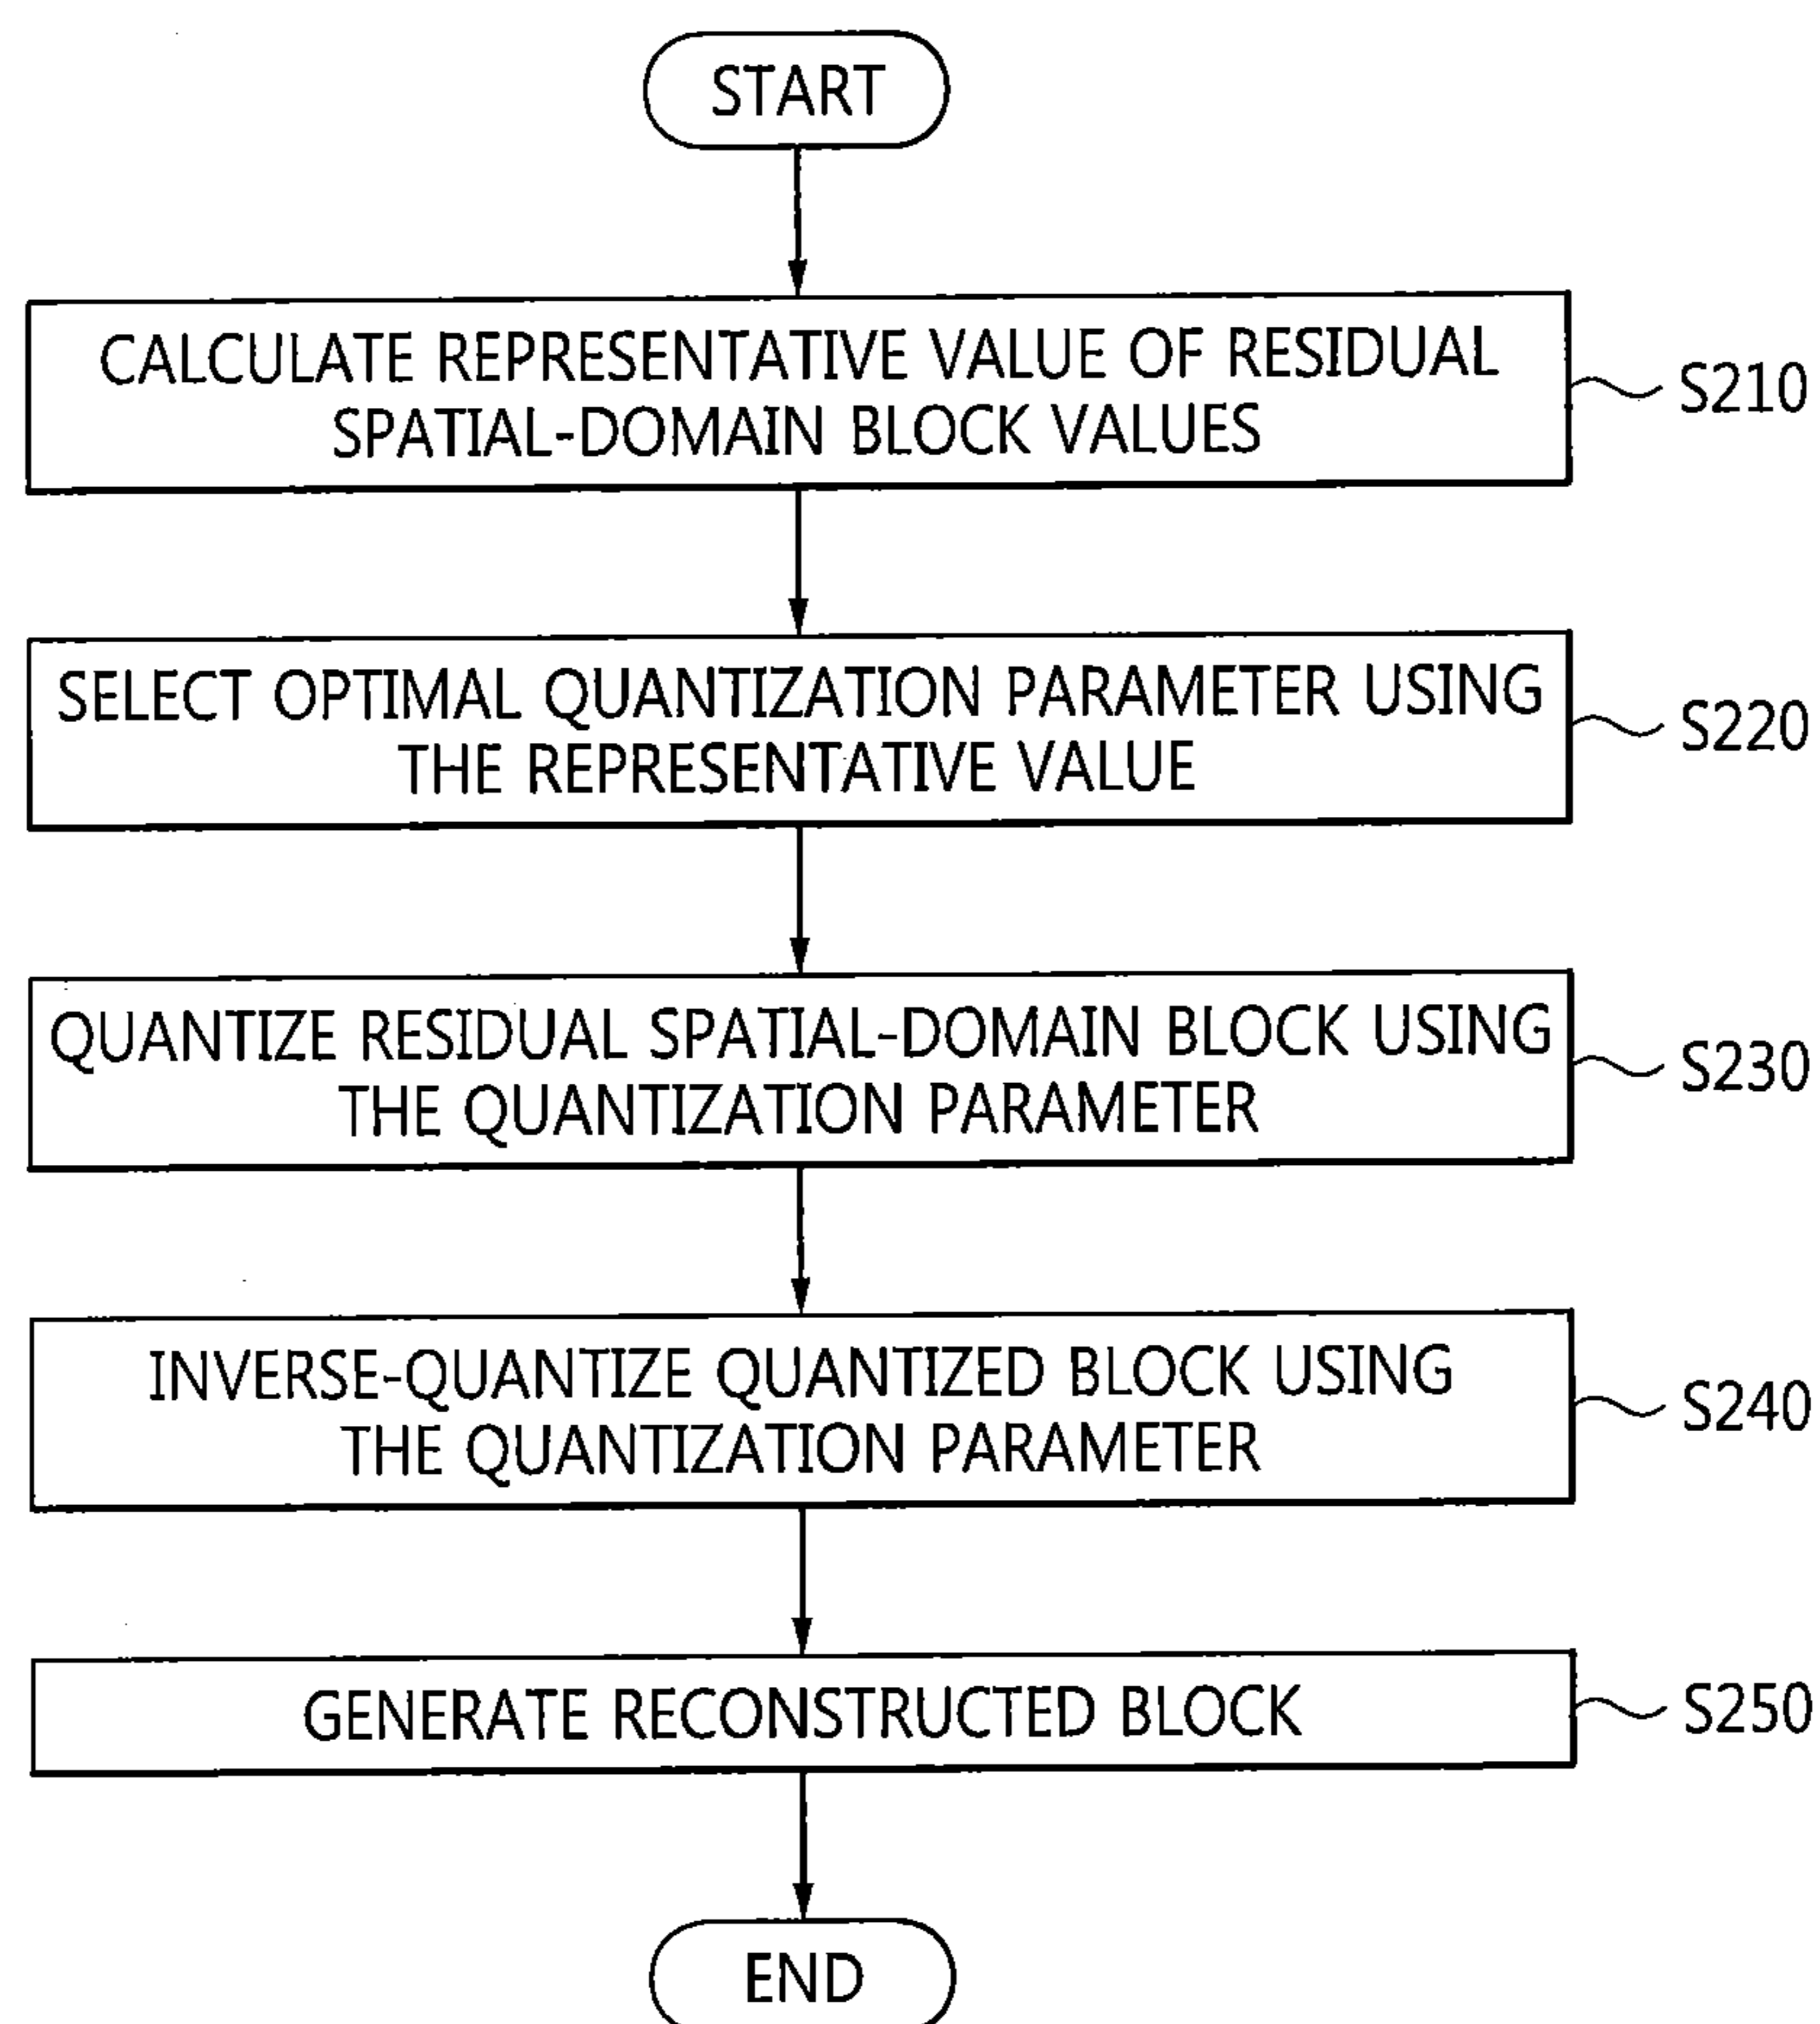 START
CALCULATE REPRESENTATIVE VALUE OF RESIDUAL
SPATIAL-DOMAIN BLOCK VALUES
S210
SELECT OPTIMAL QUANTIZATION PARAMETER USING
THE REPRESENTATIVE VALUE
S220
QUANTIZE RESIDUAL SPATIAL-DOMAIN BLOCK USING
THE QUANTIZATION PARAMETER
S230
INVERSE-QUANTIZE QUANTIZED BLOCK USING
THE QUANTIZATION PARAMETER
S240
GENERATE RECONSTRUCTED BLOCK
S250
END